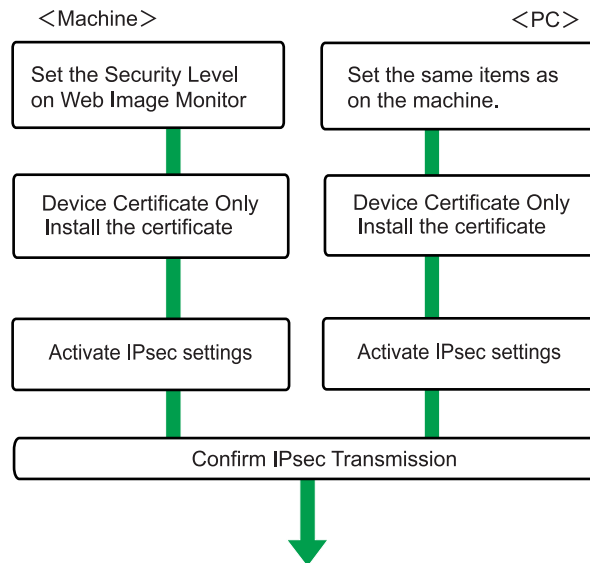 ＜Machine＞
＜PC＞
Set the Security Level
on Web Image Monitor
Set the same items as
on the machine.
Device Certificate Only
Install the certificate
Device Certificate Only
Install the certificate
Activate IPsec settings
Activate IPsec settings
Confirm IPsec Transmission